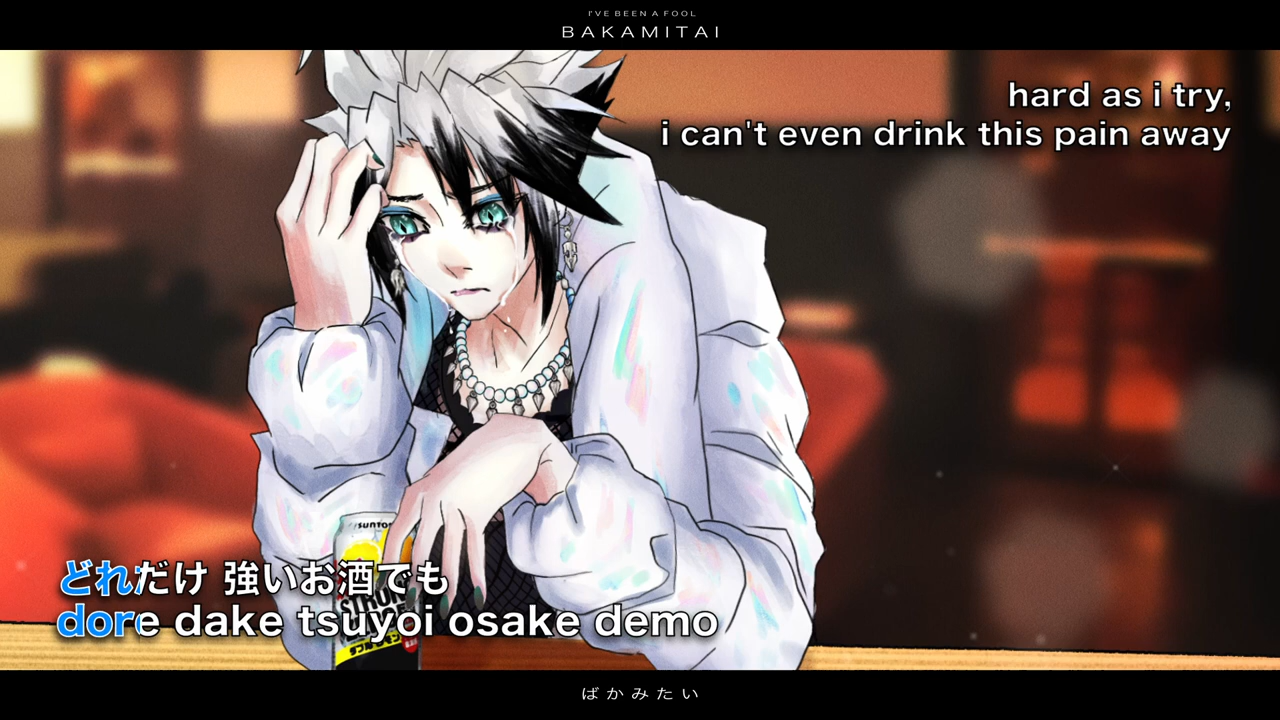 I'VE BEEN A FOOL
BAKAMITAI
hard as i try,
i can't even drink this pain away
どれだけ 強いお酒でも
dore dake tsuyoi osake demo
ばかみたい